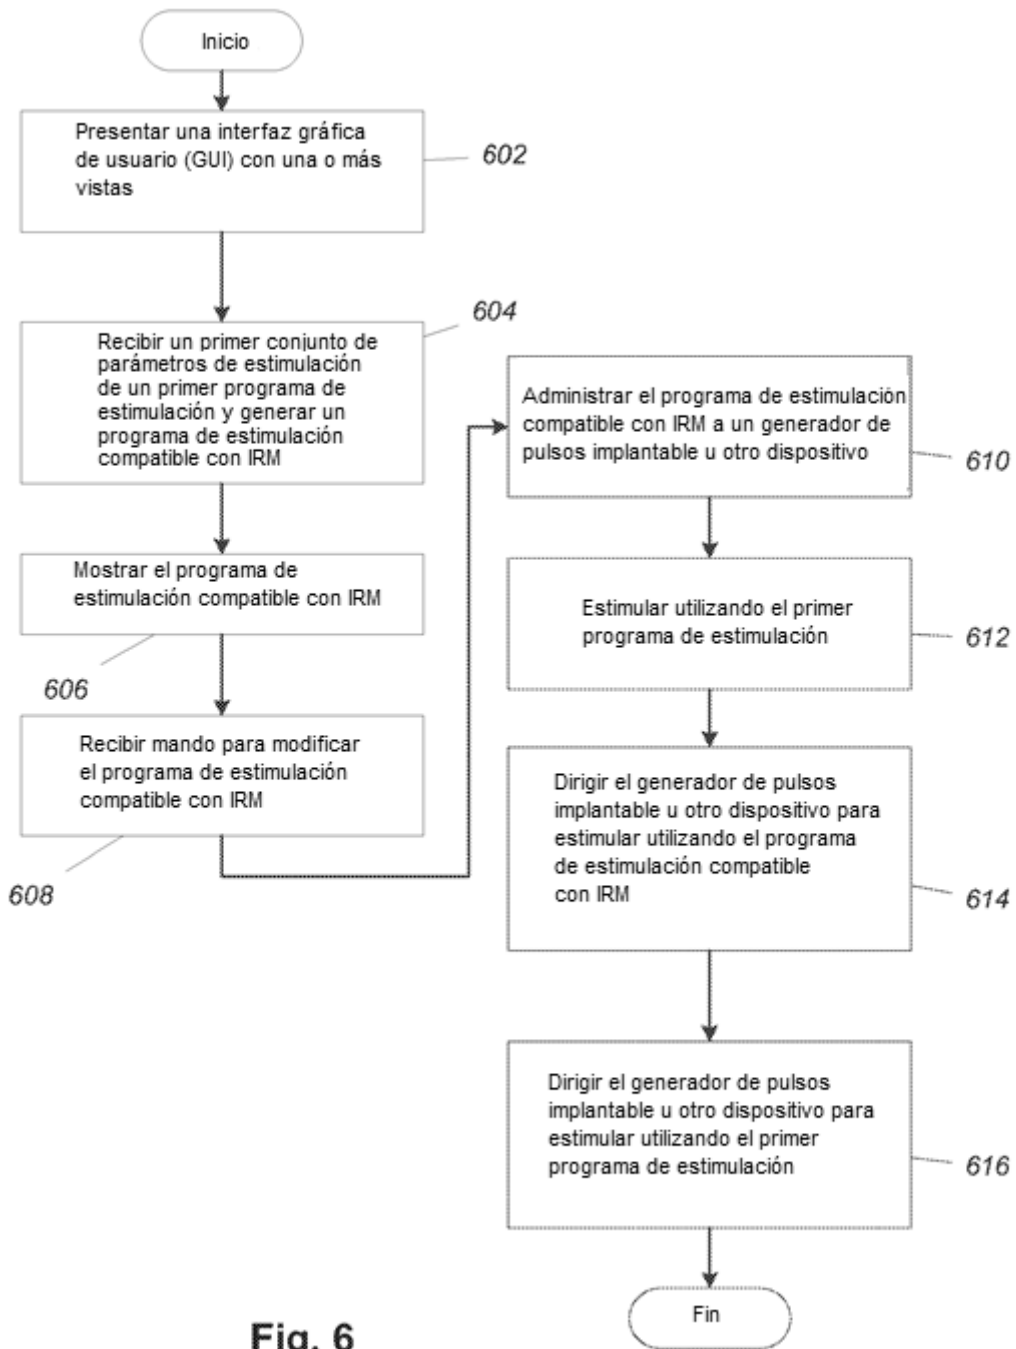 Inicio
Presentar una interfaz gráfica
de usuario (GUI) con una o más
vistas
602
604
Recibir un primer conjunto de
parámetros de estimulación
de un primer programa de
estimulación y generar un
programa de estimulación
compatible con IRM
Mostrar el programa de
estimulación compatible con IRM
606
Recibir mando para modificar
el programa de estimulación
compatible con IRM
608
Administrar el programa de estimulación
compatible con IRM a un generador de
pulsos implantable u otro dispositivo
610
Estimular utilizando el primer
programa de estimulación
612
Dirigir el generador de pulsos
implantable u otro dispositivo para
estimular utilizando el programa
de estimulación compatible
con IRM
614
Dirigir el generador de pulsos
implantable u otro dispositivo para
estimular utilizando el primer
programa de estimulación
616
Fin
Fig. 6